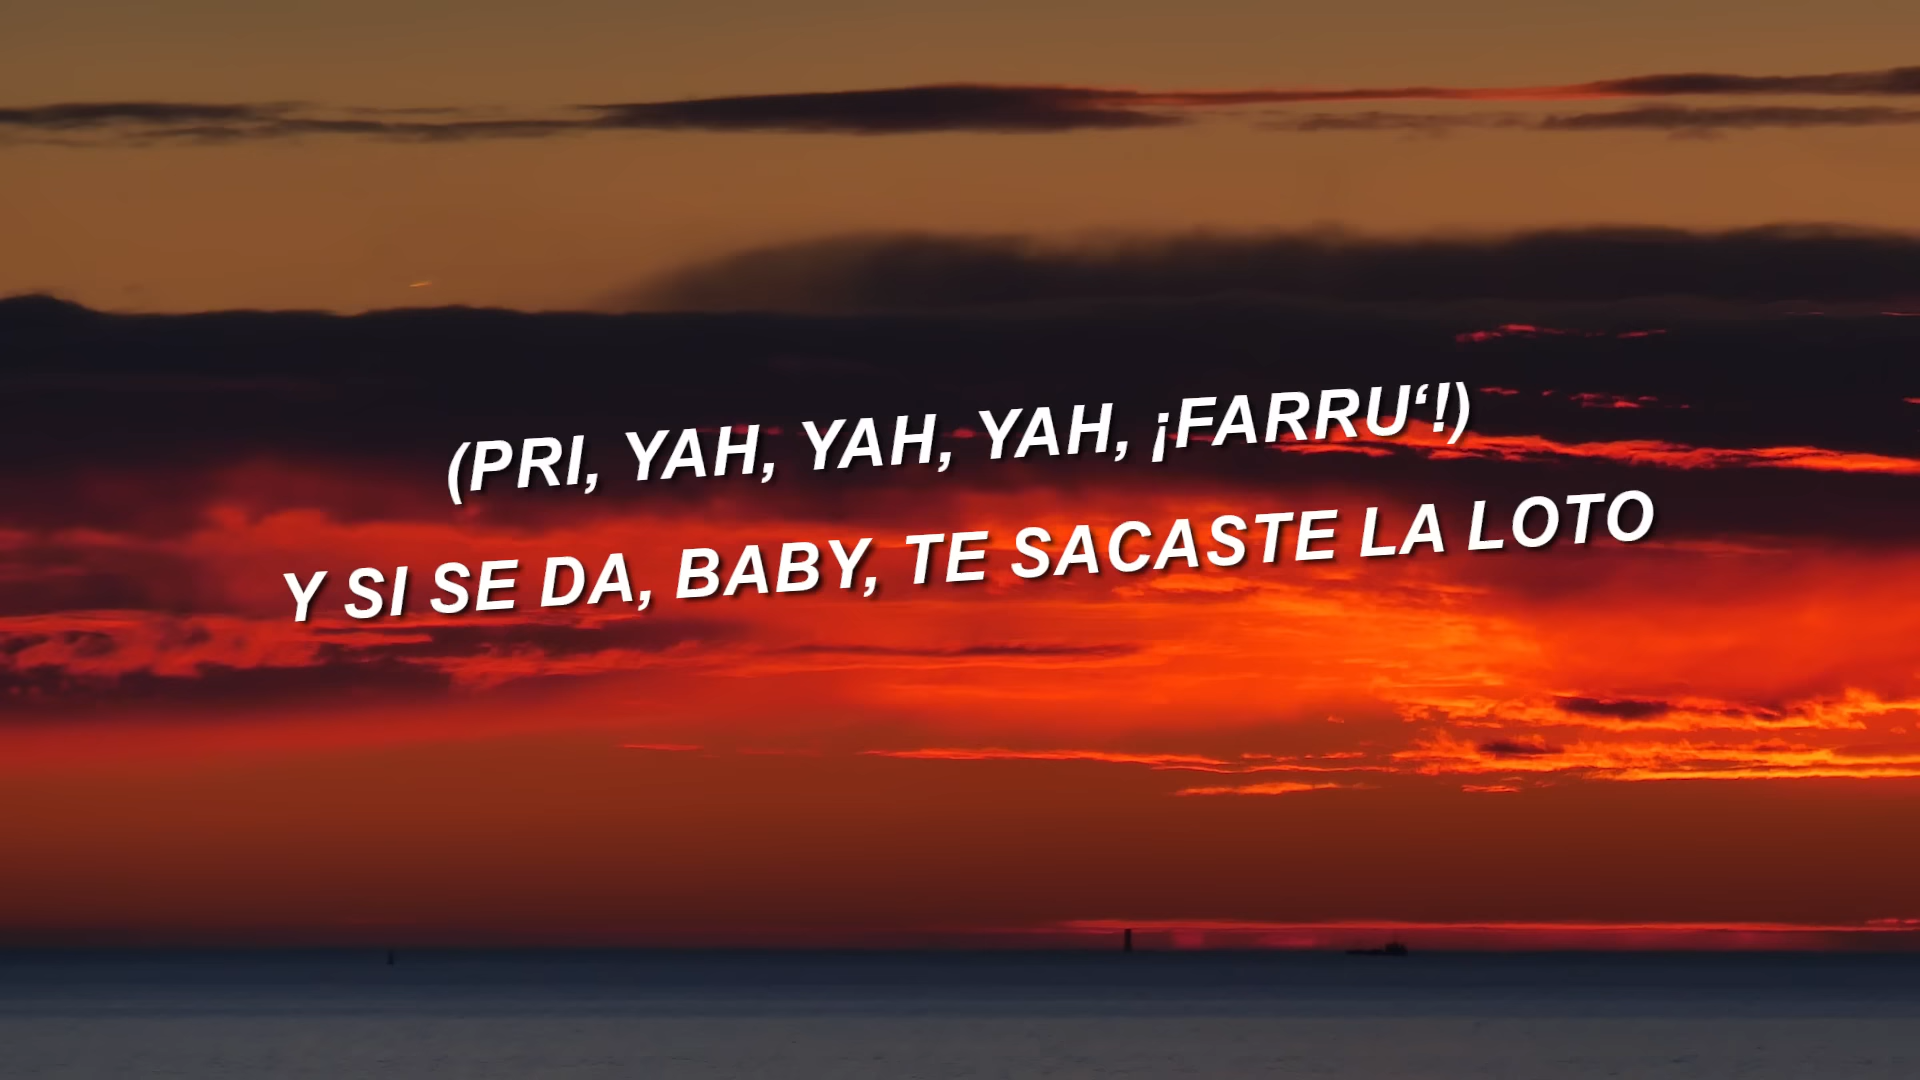 (PRI, YAH, YAH, YAH, ¡FARRU‘!)
Y SI SE DA, BABY, TE SACASTE LA LOTO